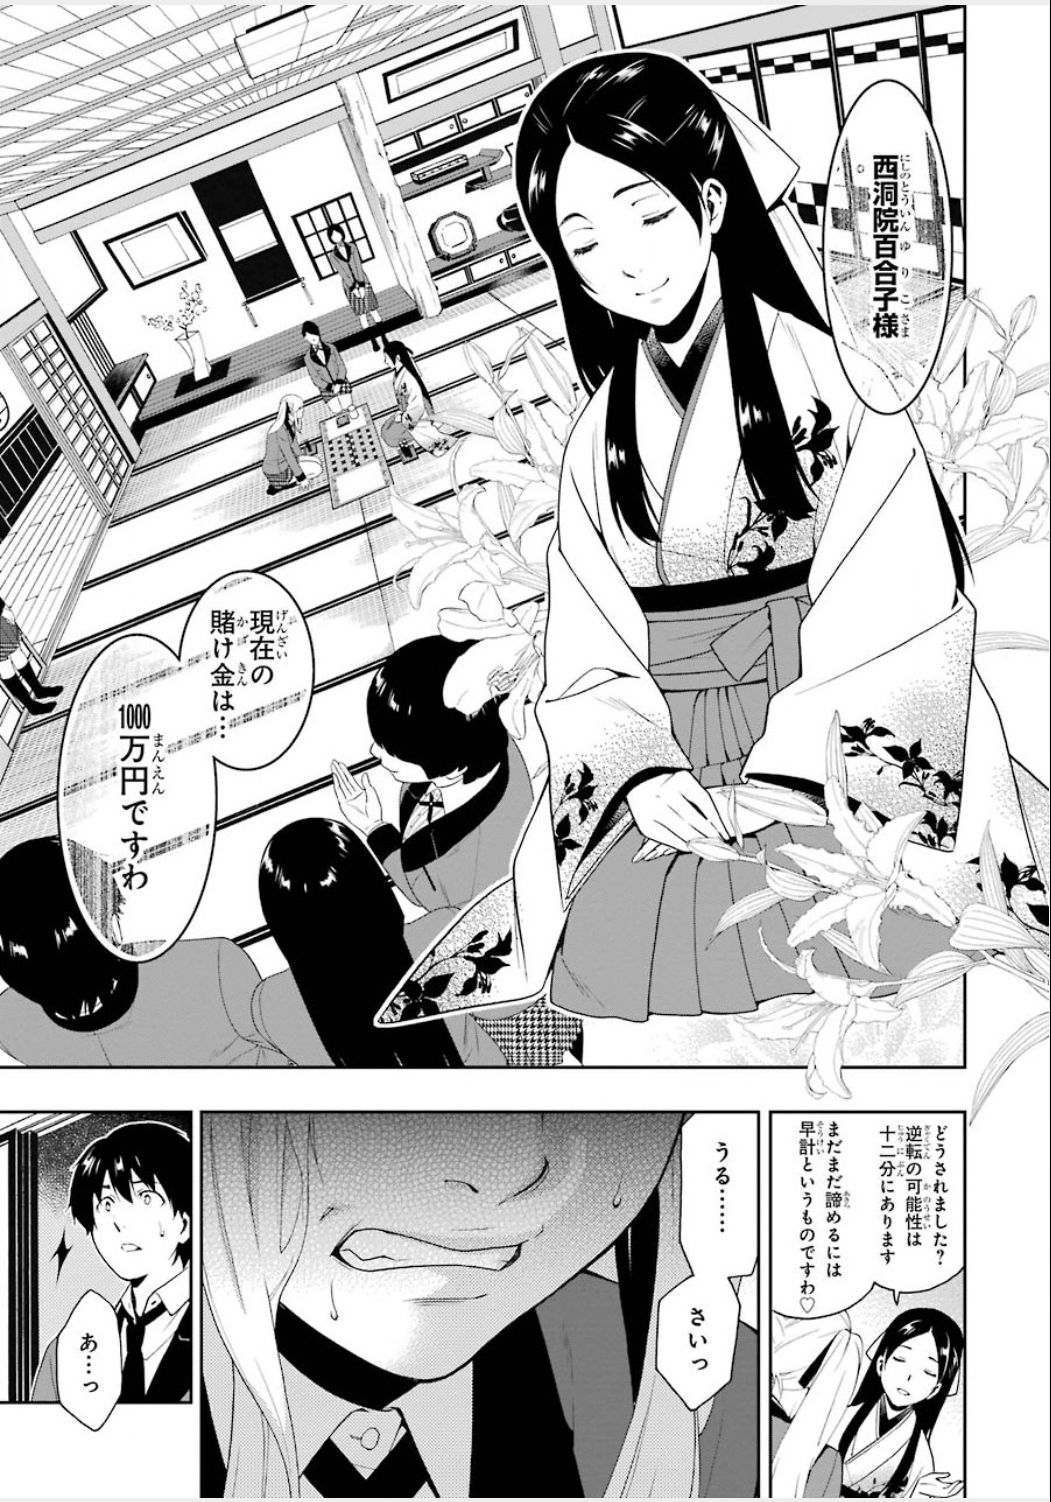 西洞院百合子様
現在の
賭け金は…
1000万円ですわ
どうされました？
逆転の可能性は
十二分にあります
まだまだ諦めるには
早計というものですわ♡
うる……
さいっ
あ…っ